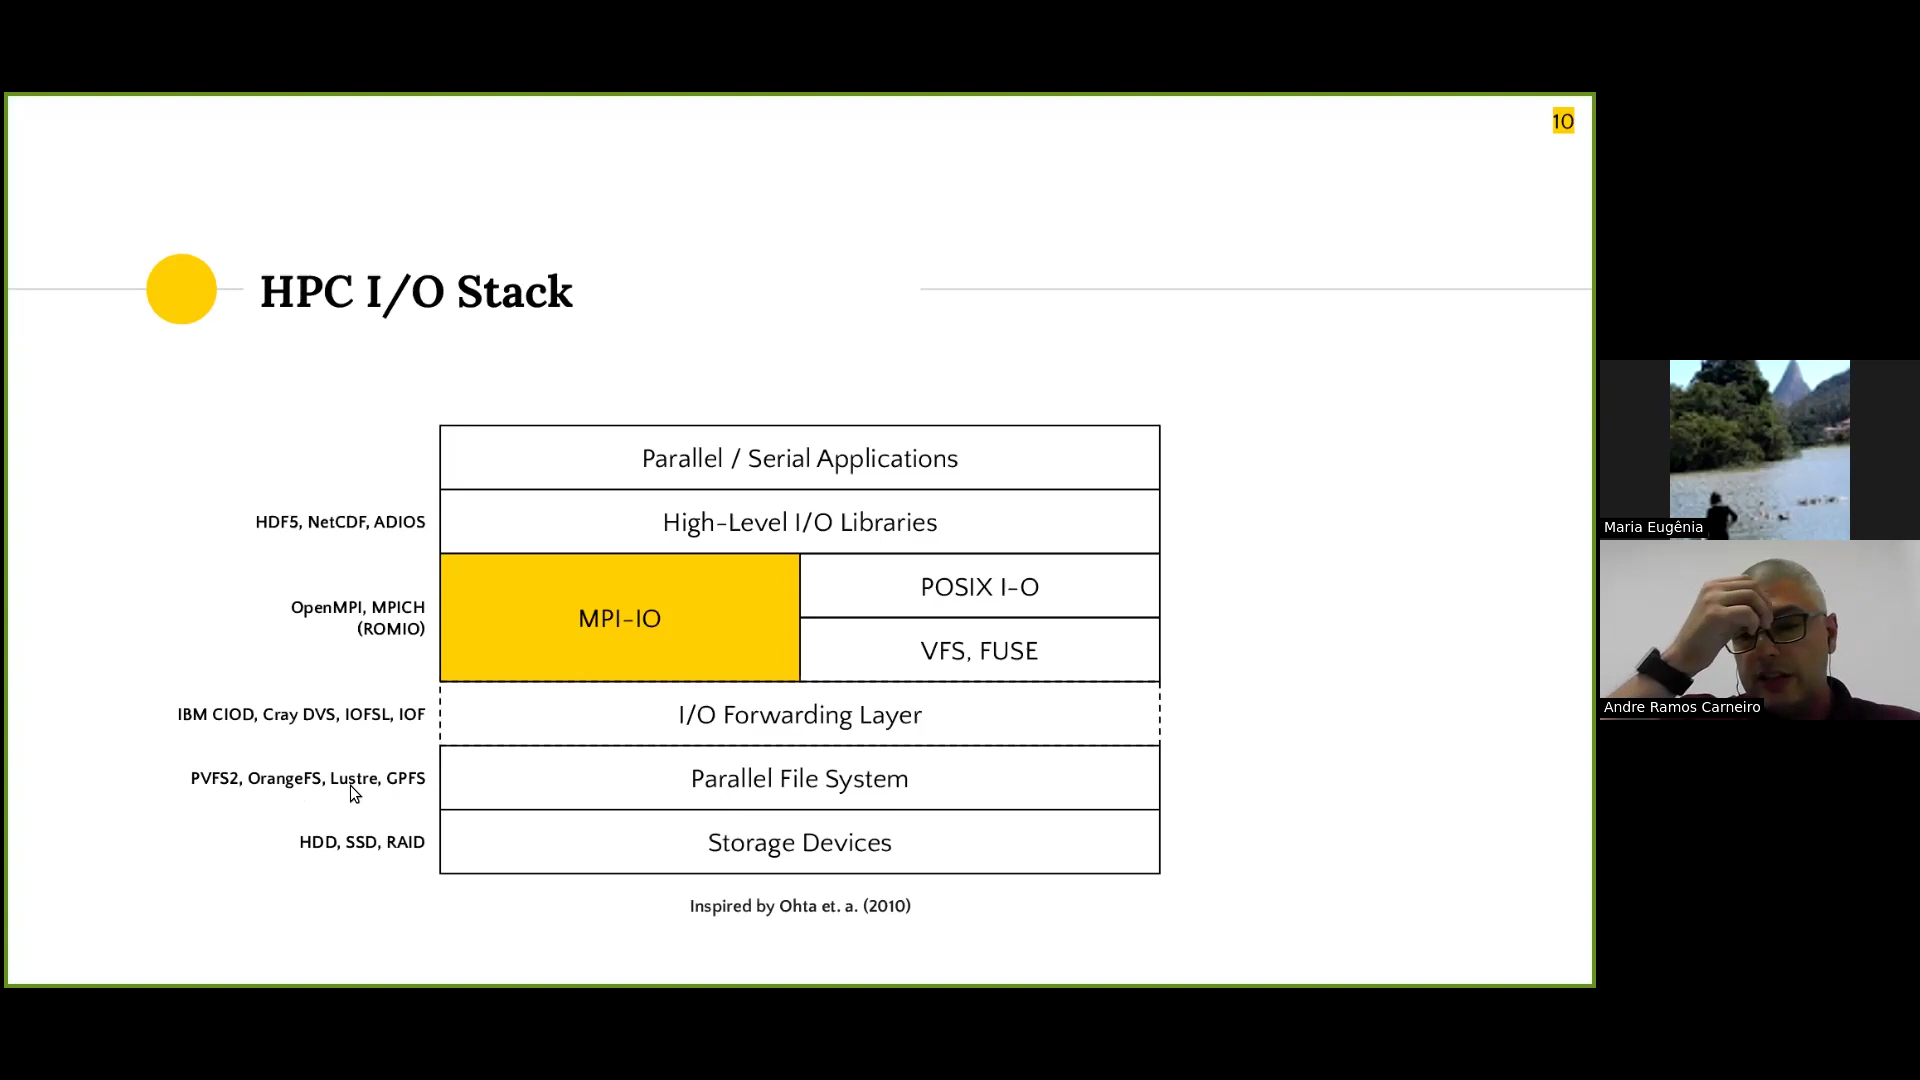 10
HPC I/O Stack
Parallel / Serial Applications
HDF5, NetCDF, ADIOS
High-Level I/O Libraries
OpenMPI, MPICH
(ROMIO)
MPI-IO
POSIX I-O
VFS, FUSE
IBM CIOD, Cray DVS, IOFSL, IOF
I/O Forwarding Layer
PVFS2, OrangeFS, Lustre, GPFS
Parallel File System
HDD, SSD, RAID
Storage Devices
Inspired by Ohta et. a. (2010)
Maria Eugênia
Andre Ramos Carneiro